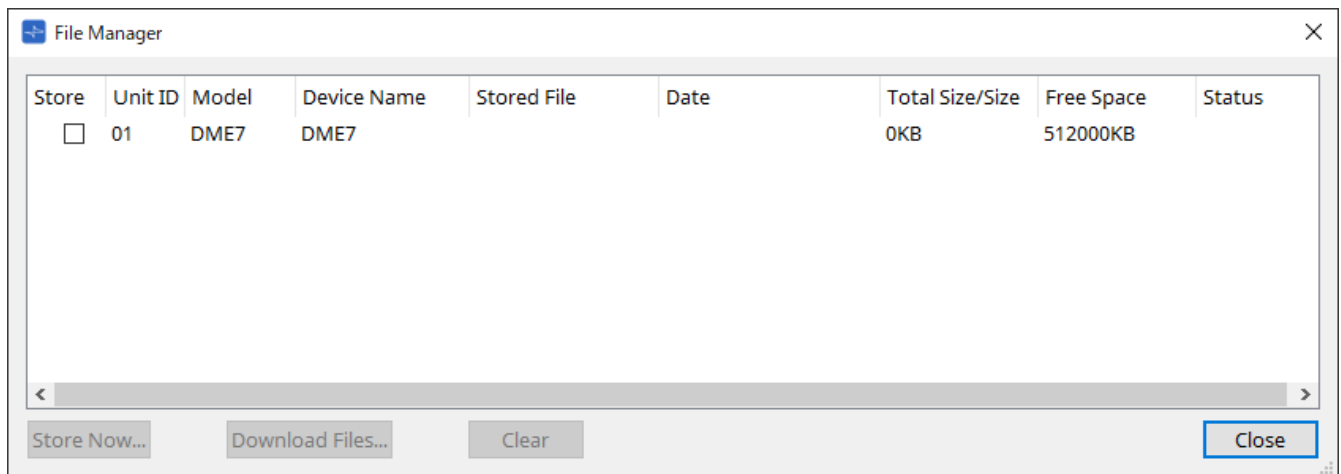 File Manager
Store Unit ID Model Device Name Stored File Date Total Size/Size Free Space Status
01 DME7 DME7 0KB 512000KB
Store Now... Download Files... Clear Close